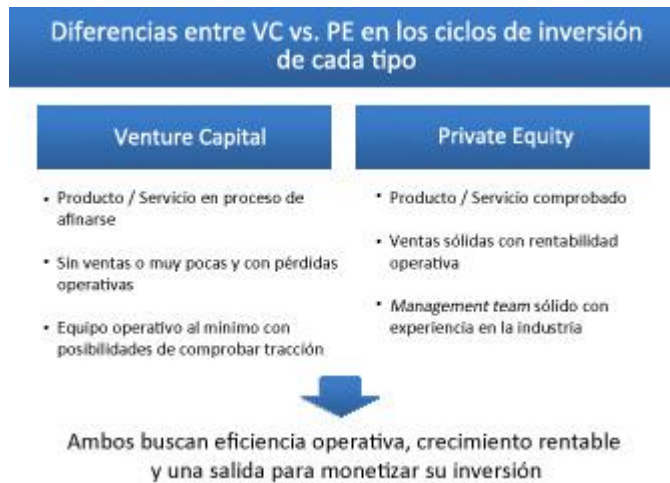 Diferencias entre VC vs. PE en los ciclos de inversión
de cada tipo
Venture Capital
• Producto / Servicio en proceso de
afinarse
• Sin ventas o muy pocas y con pérdidas
operativas
• Equipo operativo al mínimo con
posibilidades de comprobar tracción
Private Equity
• Producto / Servicio comprobado
• Ventas sólidas con rentabilidad
operativa
• Management team sólido con
experiencia en la industria
Ambos buscan eficiencia operativa, crecimiento rentable
y una salida para monetizar su inversión